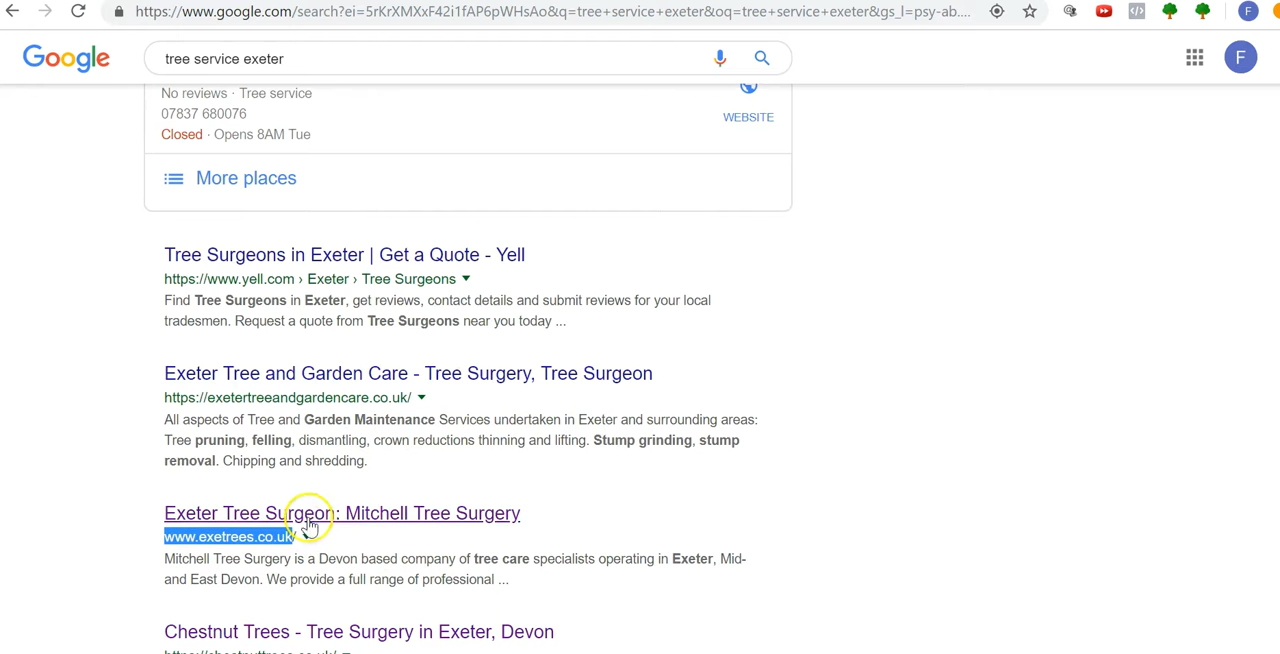 https://www.google.com/search?ei=5rKrXMXxF42i1fAP6pWHsAo&q=tree+service+exeter&oq=tree+service+exeter&gs_l=psy-ab....
F
Google
tree service exeter
F
No reviews · Tree service
07837 680076
WEBSITE
Closed · Opens 8AM Tue
More places
Tree Surgeons in Exeter | Get a Quote - Yell
https://www.yell.com › Exeter › Tree Surgeons
Find Tree Surgeons in Exeter, get reviews, contact details and submit reviews for your local
tradesmen. Request a quote from Tree Surgeons near you today ...
Exeter Tree and Garden Care - Tree Surgery, Tree Surgeon
https://exetertreeandgardencare.co.uk/
All aspects of Tree and Garden Maintenance Services undertaken in Exeter and surrounding areas:
Tree pruning, felling, dismantling, crown reductions thinning and lifting. Stump grinding, stump
removal. Chipping and shredding.
Exeter Tree Surgeon: Mitchell Tree Surgery
www.exetrees.co.uk/
Mitchell Tree Surgery is a Devon based company of tree care specialists operating in Exeter, Mid-
and East Devon. We provide a full range of professional ...
Chestnut Trees - Tree Surgery in Exeter, Devon
https://chestnuttrees.co.uk/